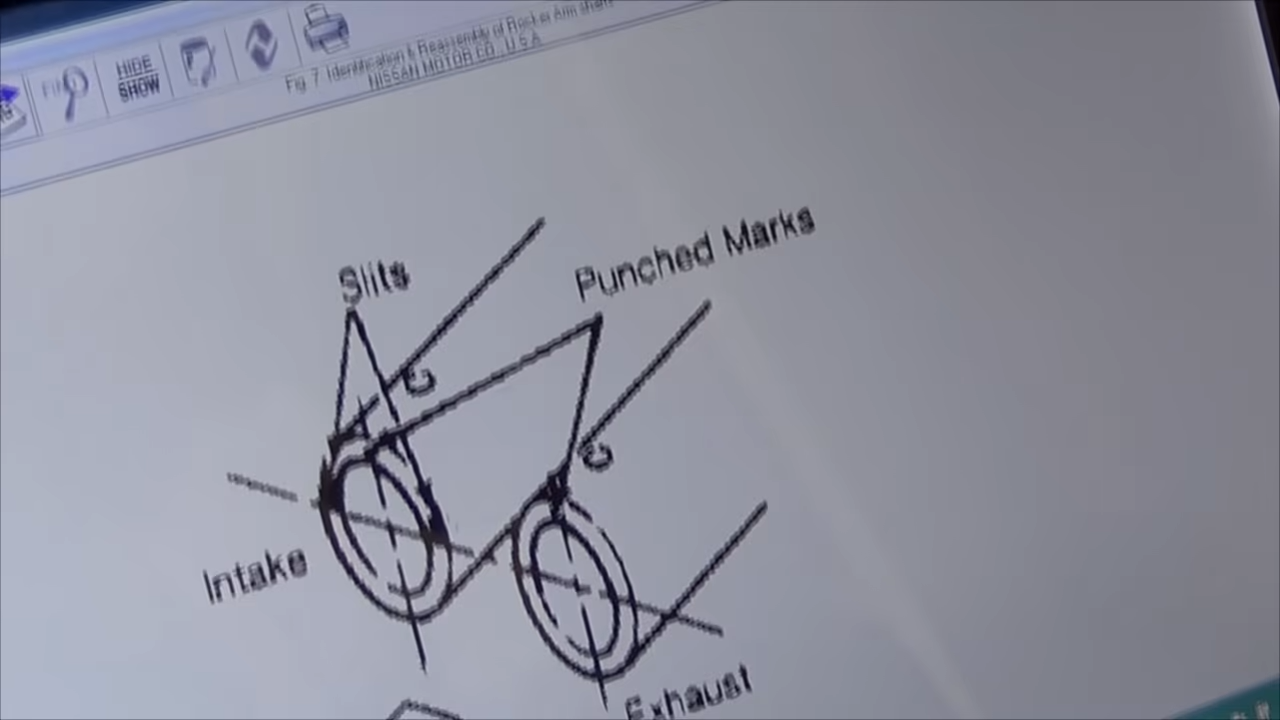 HIDE
SHOW
Fig. 7 Identification & Reassembly of Rocker Arm Shafts
NISSAN MOTOR CO., U.S.A.
Slits
Punched Marks
Intake
Exhaust